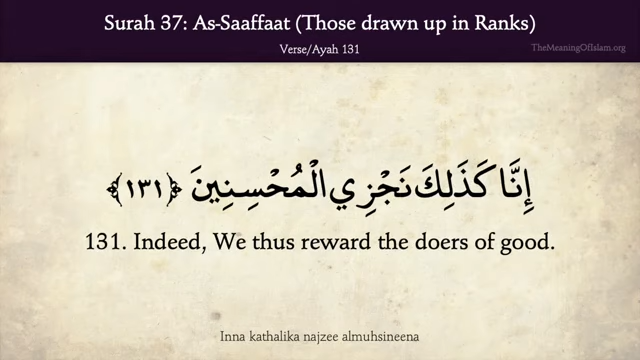 Surah 37: As-Saaffaat (Those drawn up in Ranks)
Verse/Ayah 131
TheMeaningOfIslam.org
إِنَّا كَذَلِكَ نَجْزِي الْمُحْسِنِينَ ﴿١٣١﴾
131. Indeed, We thus reward the doers of good.
Inna kathalika najzee almuhsineena